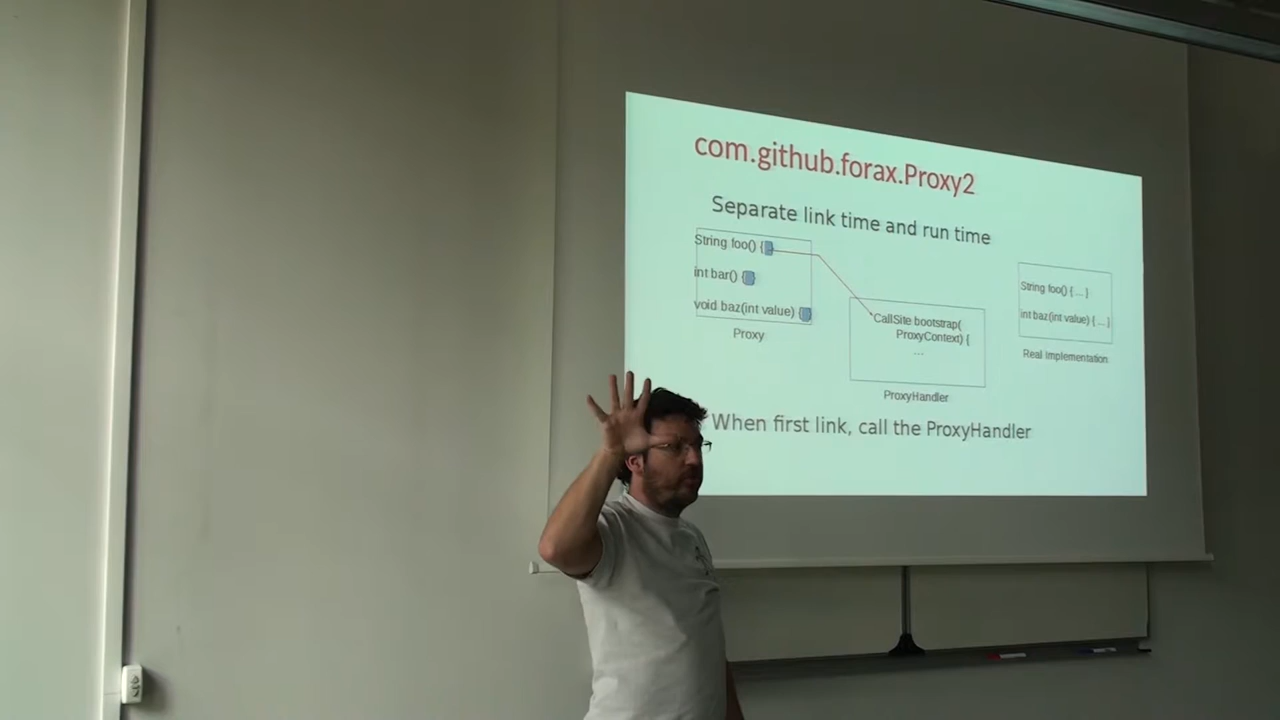 com.github.forax.Proxy2
Separate link time and run time
String foo() {
int bar() {
void baz(int value) {
Proxy
CallSite bootstrap(
ProxyContext) {
...
ProxyHandler
String foo() { ... }
int baz(int value) { ... }
Real Implementation
When first link, call the ProxyHandler